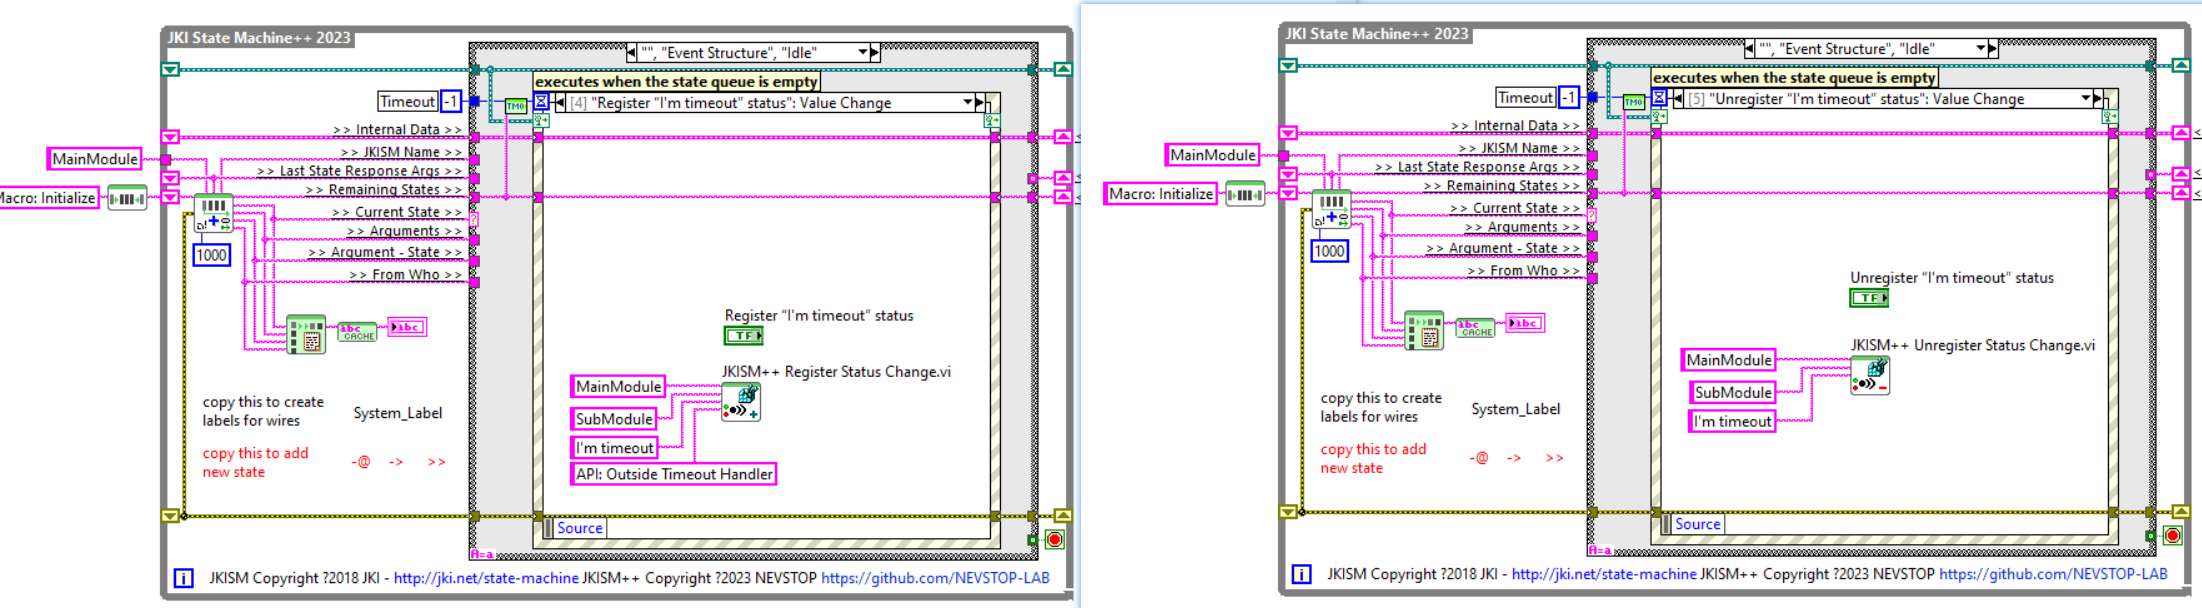 JKI State Machine++ 2023
"", "Event Structure", "Idle"
executes when the state queue is empty
Timeout
-1
TMO
[4] "Register "I'm timeout" status": Value Change
>> Internal Data >>
MainModule
>> JKISM Name >>
>> Last State Response Args >>
Macro: Initialize
>> Remaining States >>
>> Current State >>
?
>> Arguments >>
1000
>> Argument - State >>
>> From Who >>
Register "I'm timeout" status
TF
abc
CACHE
abc
JKISM++ Register Status Change.vi
MainModule
SubModule
I'm timeout
API: Outside Timeout Handler
copy this to create
labels for wires
System_Label
copy this to add
new state
-@ -> >>
Source
A=a
i
JKISM Copyright ?2018 JKI - http://jki.net/state-machine JKISM++ Copyright ?2023 NEVSTOP https://github.com/NEVSTOP-LAB
JKI State Machine++ 2023
"", "Event Structure", "Idle"
executes when the state queue is empty
Timeout
-1
TMO
[5] "Unregister "I'm timeout" status": Value Change
>> Internal Data >>
MainModule
>> JKISM Name >>
>> Last State Response Args >>
Macro: Initialize
>> Remaining States >>
>> Current State >>
?
>> Arguments >>
1000
>> Argument - State >>
>> From Who >>
Unregister "I'm timeout" status
TF
abc
CACHE
abc
JKISM++ Unregister Status Change.vi
MainModule
SubModule
I'm timeout
copy this to create
labels for wires
System_Label
copy this to add
new state
-@ -> >>
Source
A=a
i
JKISM Copyright ?2018 JKI - http://jki.net/state-machine JKISM++ Copyright ?2023 NEVSTOP https://github.com/NEVSTOP-LAB